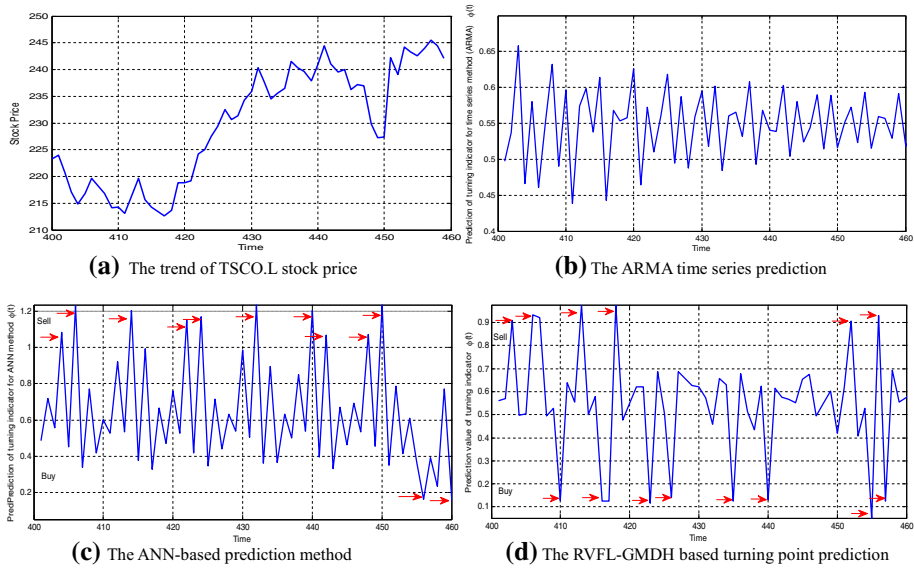 245
240
235
229
225
219
215
210
400 410 420 430 440 450 460
Stock Price
Time
(a) The trend of TSCO.L stock price
0.65
0.6
0.55
0.5
0.45
0.4
400 410 420 430 440 450 460
Prediction of turning indicator for time series method (ARMA) φ(t)
Time
(b) The ARMA time series prediction
1.2
1
0.8
0.6
0.4
0.2
400 410 420 430 440 450 460
PredPrediction of turning indicator for ANN method φ(t)
Sell
Buy
Time
(c) The ANN-based prediction method
0.9
0.8
0.7
0.6
0.5
0.4
0.3
0.2
0.1
400 410 420 430 440 450 460
Prediction value of turning indicator φ(t)
Sell
Buy
Time
(d) The RVFL-GMDH based turning point prediction